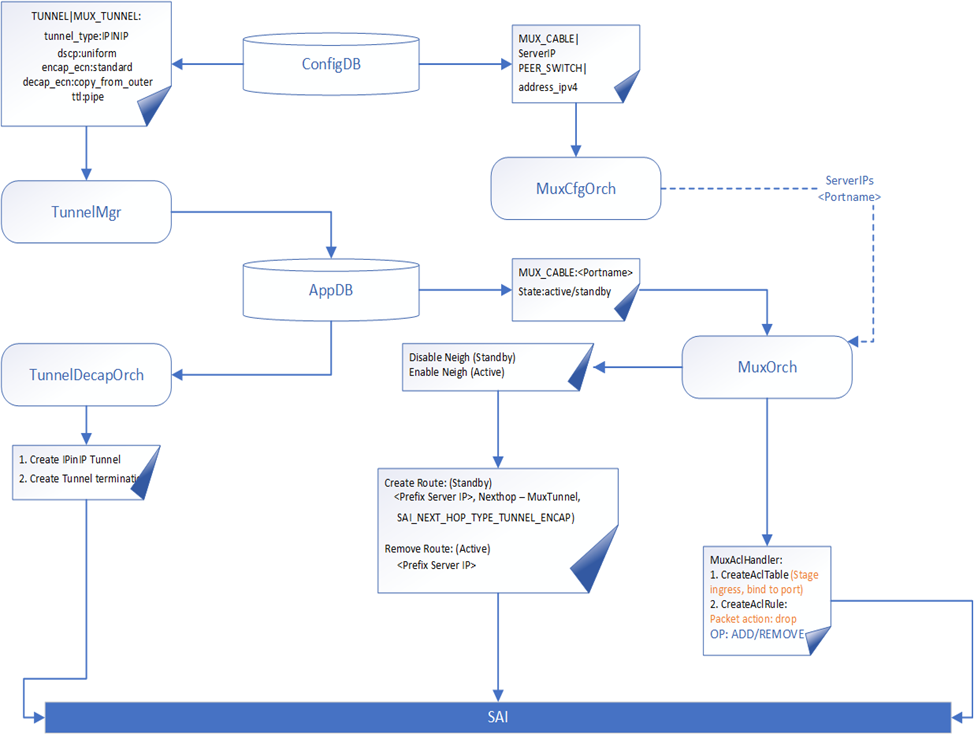 TUNNEL|MUX_TUNNEL:
tunnel_type:IPINIP
dscp:uniform
encap_ecn:standard
decap_ecn:copy_from_outer
ttl:pipe
ConfigDB
MUX_CABLE|
ServerIP
PEER_SWITCH|
address_ipv4
TunnelMgr
MuxCfgOrch
ServerIPs
<Portname>
AppDB
MUX_CABLE:<Portname>
State:active/standby
TunnelDecapOrch
Disable Neigh (Standby)
Enable Neigh (Active)
MuxOrch
1. Create IPinIP Tunnel
2. Create Tunnel
Create Route: (Standby)
<Prefix Server IP>, Nexthop – MuxTunnel,
SAI_NEXT_HOP_TYPE_TUNNEL_ENCAP)
Remove Route: (Active)
<Prefix Server IP>
MuxAclHandler:
1. CreateAclTable (Stage
ingress, bind to port)
2. CreateAclRule:
Packet action: drop
OP: ADD/REMOVE
SAI